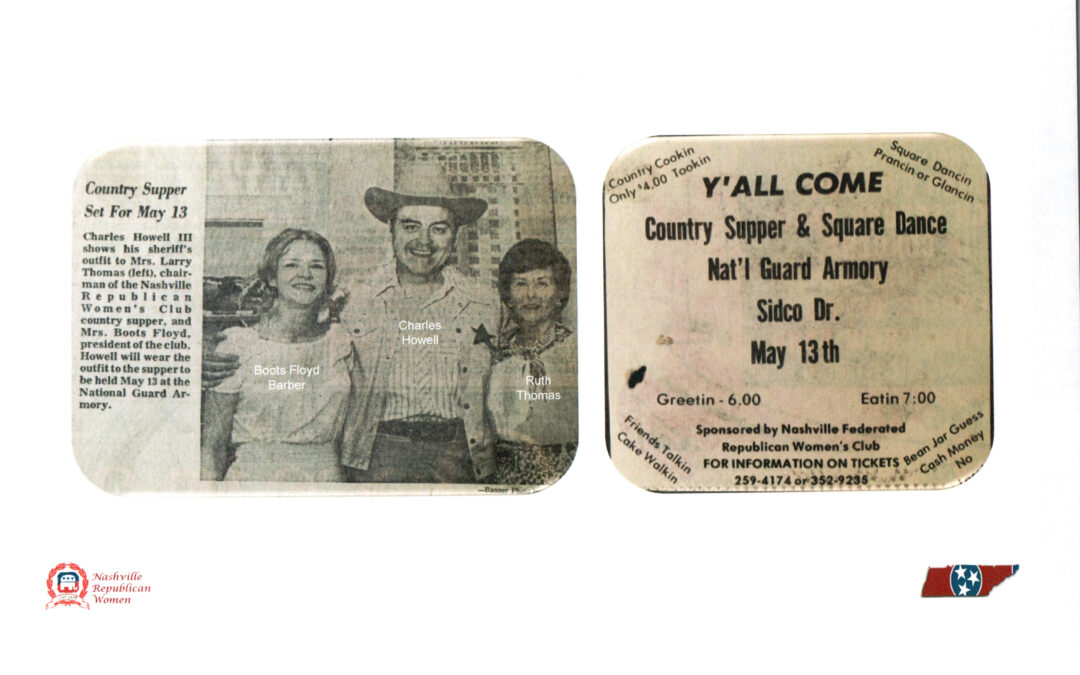 Country Supper
Set For May 13
Charles Howell III
shows his sheriff's
outfit to Mrs. Larry
Thomas (left), chair-
man of the Nashville
Republican
Women's Club
country supper, and
Mrs. Boots Floyd,
president of the club.
Howell will wear the
outfit to the supper to
be held May 13 at the
National Guard Ar-
mory.
Charles
Howell
Boots Floyd
Barber
Ruth
Thomas
—Banner
Country Cookin
Only $4.00 Tookin
Square Dancin
Prancin or Glancin
Y'ALL COME
Country Supper & Square Dance
Nat'l Guard Armory
Sidco Dr.
May 13th
Greetin - 6.00
Eatin 7:00
Sponsored by Nashville Federated
Republican Women's Club
FOR INFORMATION ON TICKETS
259-4174 or 352-9235
Friends Talkin
Cake Walkin
Bean Jar Guess
Cash Money
No
Nashville
Republican
Women